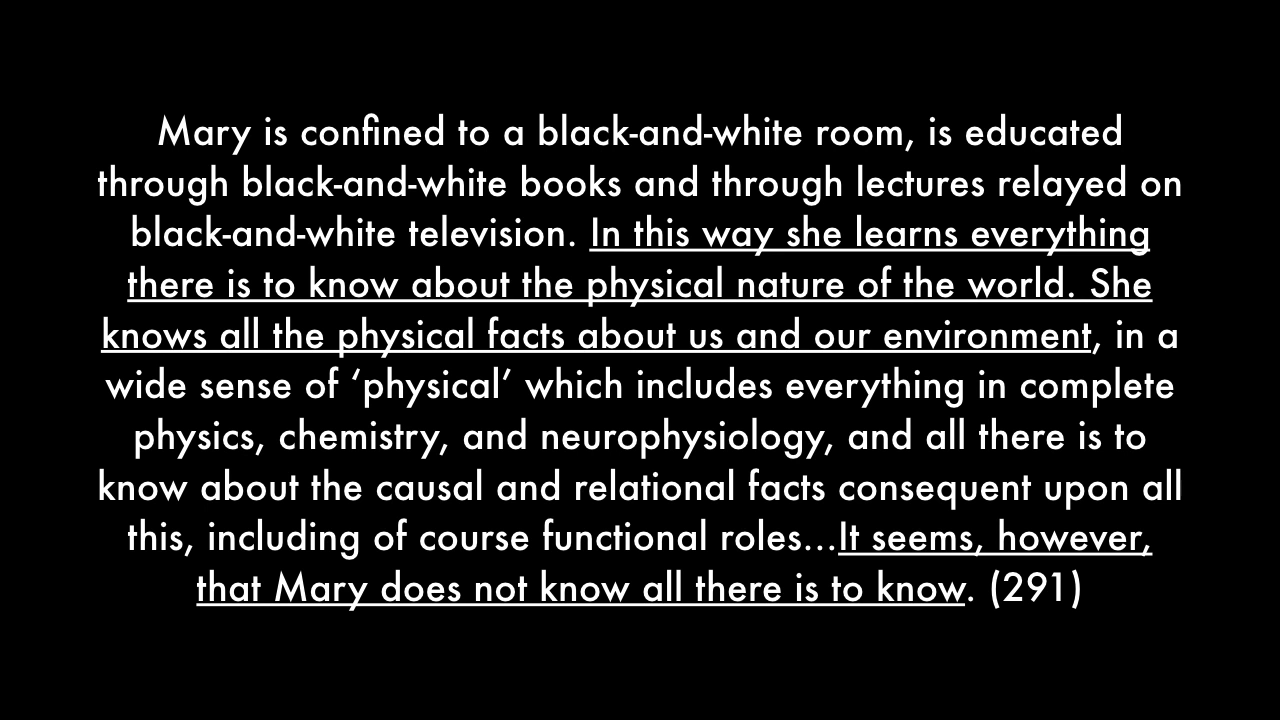 Mary is confined to a black-and-white room, is educated
through black-and-white books and through lectures relayed on
black-and-white television. In this way she learns everything
there is to know about the physical nature of the world. She
knows all the physical facts about us and our environment, in a
wide sense of ‘physical’ which includes everything in complete
physics, chemistry, and neurophysiology, and all there is to
know about the causal and relational facts consequent upon all
this, including of course functional roles…It seems, however,
that Mary does not know all there is to know. (291)